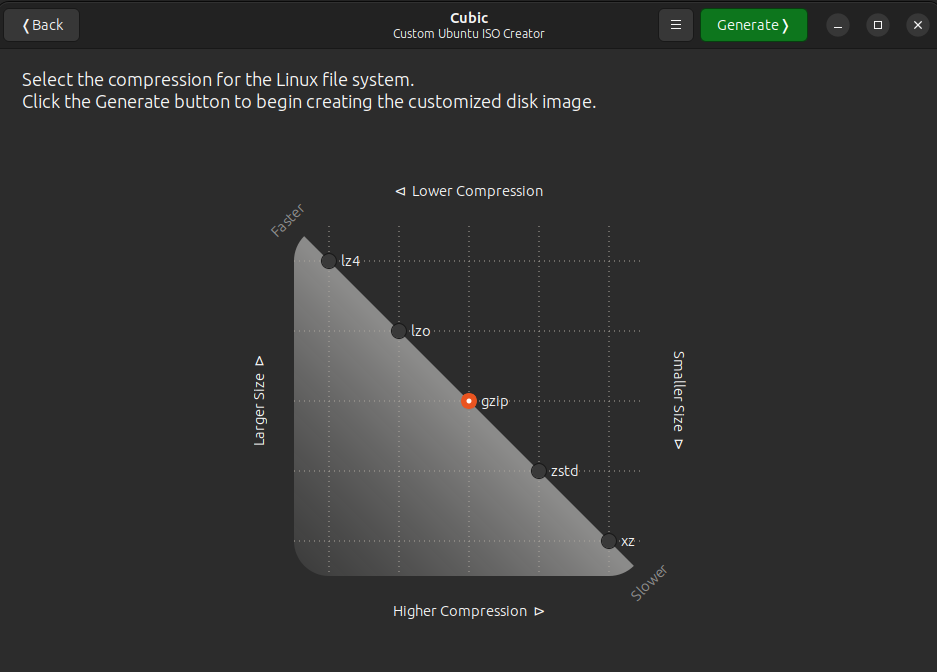 ❬Back
Cubic
Custom Ubuntu ISO Creator
Generate❭
Select the compression for the Linux file system.
Click the Generate button to begin creating the customized disk image.
⊲ Lower Compression
Faster
lz4
lzo
Larger Size ⊳
gzip
Smaller Size ⊳
zstd
xz
Slower
Higher Compression ⊳